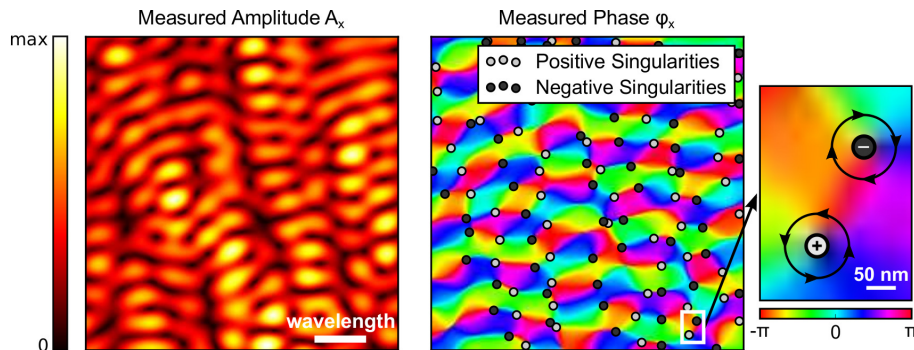 Measured Amplitude Aₓ
Measured Phase φₓ
max
0
wavelength
Positive Singularities
Negative Singularities
−
+
50 nm
-π
0
π